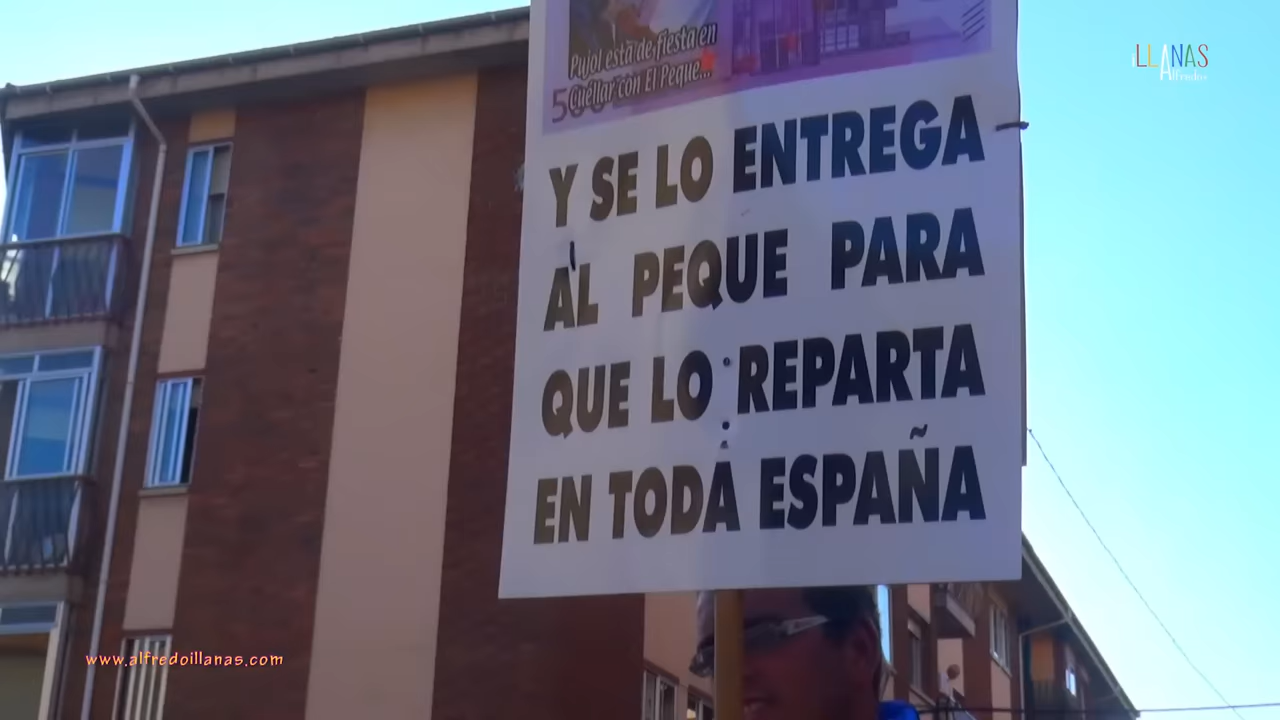 Pujol está de fiesta en
Cuéllar con El Peque...
Y SE LO ENTREGA
AL PEQUE PARA
QUE LO REPARTA
EN TODA ESPAÑA
LLANAS
Alfredo
www.alfredoillanas.com